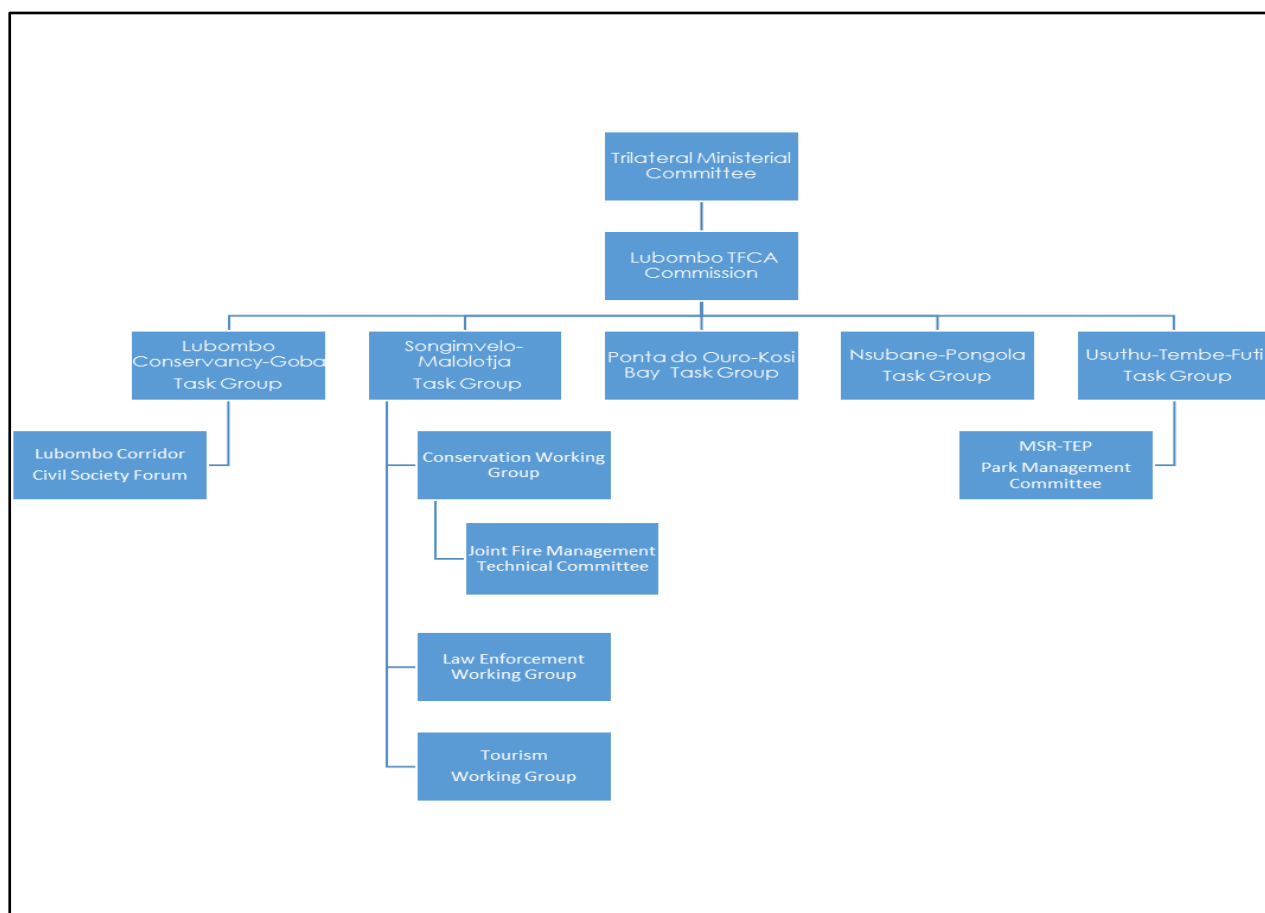 Trilateral Ministerial
Committee
Lubombo TFCA
Commission
Lubombo
Conservancy-Goba
Task Group
Songimvelo-
Malolotja
Task Group
Ponta do Ouro-Kosi
Bay Task Group
Nsubane-Pongola
Task Group
Usuthu-Tembe-Futi
Task Group
Lubombo Corridor
Civil Society Forum
Conservation Working
Group
MSR-TEP
Park Management
Committee
Joint Fire Management
Technical Committee
Law Enforcement
Working Group
Tourism
Working Group